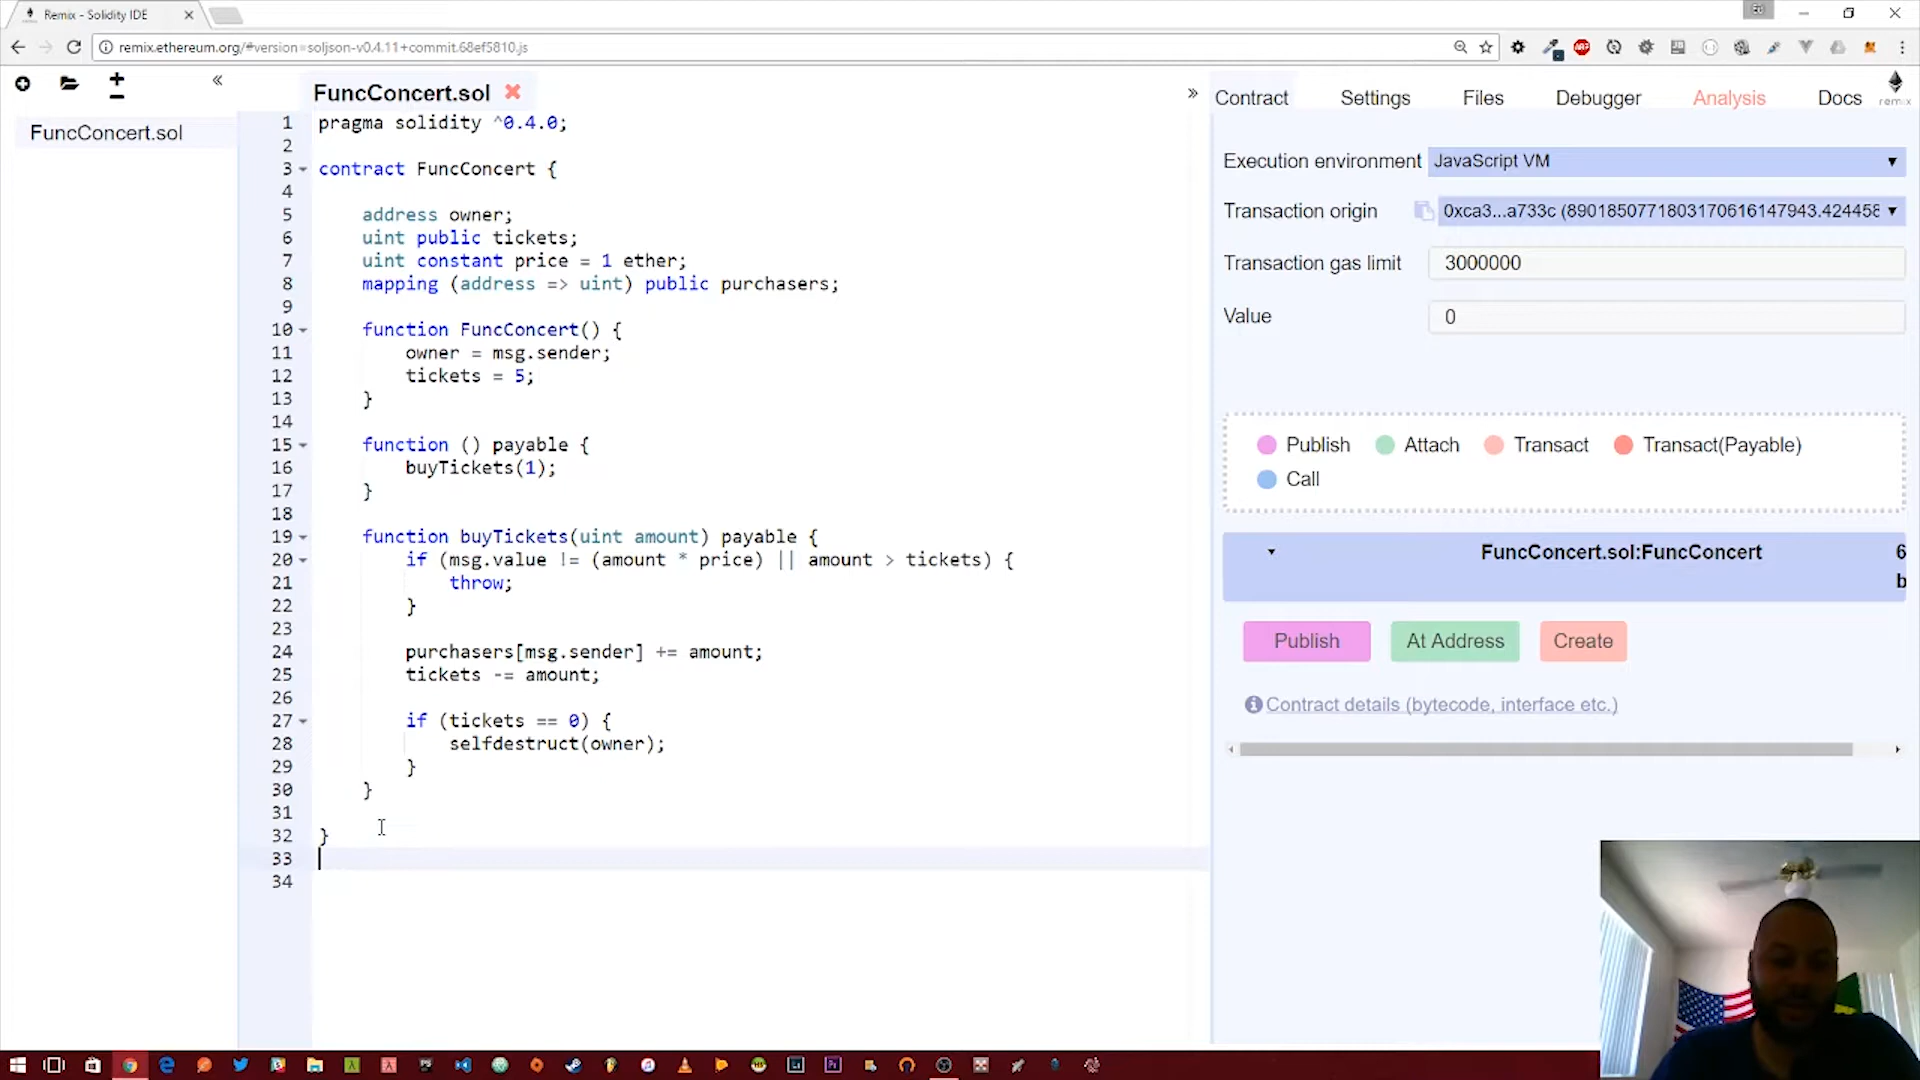 Remix - Solidity IDE
remix.ethereum.org/#version=soljson-v0.4.11+commit.68ef5810.js
FuncConcert.sol
FuncConcert.sol
1 pragma solidity ^0.4.0;
2
3 contract FuncConcert {
4
5 address owner;
6 uint public tickets;
7 uint constant price = 1 ether;
8 mapping (address => uint) public purchasers;
9
10 function FuncConcert() {
11 owner = msg.sender;
12 tickets = 5;
13 }
14
15 function () payable {
16 buyTickets(1);
17 }
18
19 function buyTickets(uint amount) payable {
20 if (msg.value != (amount * price) || amount > tickets) {
21 throw;
22 }
23
24 purchasers[msg.sender] += amount;
25 tickets -= amount;
26
27 if (tickets == 0) {
28 selfdestruct(owner);
29 }
30 }
31
32 }
33
34
Contract Settings Files Debugger Analysis Docs
remix
Execution environment JavaScript VM
Transaction origin 0xca3...a733c (89018507718031706161479​43.424458
Transaction gas limit 3000000
Value 0
Publish Attach Transact Transact(Payable)
Call
FuncConcert.sol:FuncConcert 6
b
Publish At Address Create
Contract details (bytecode, interface etc.)